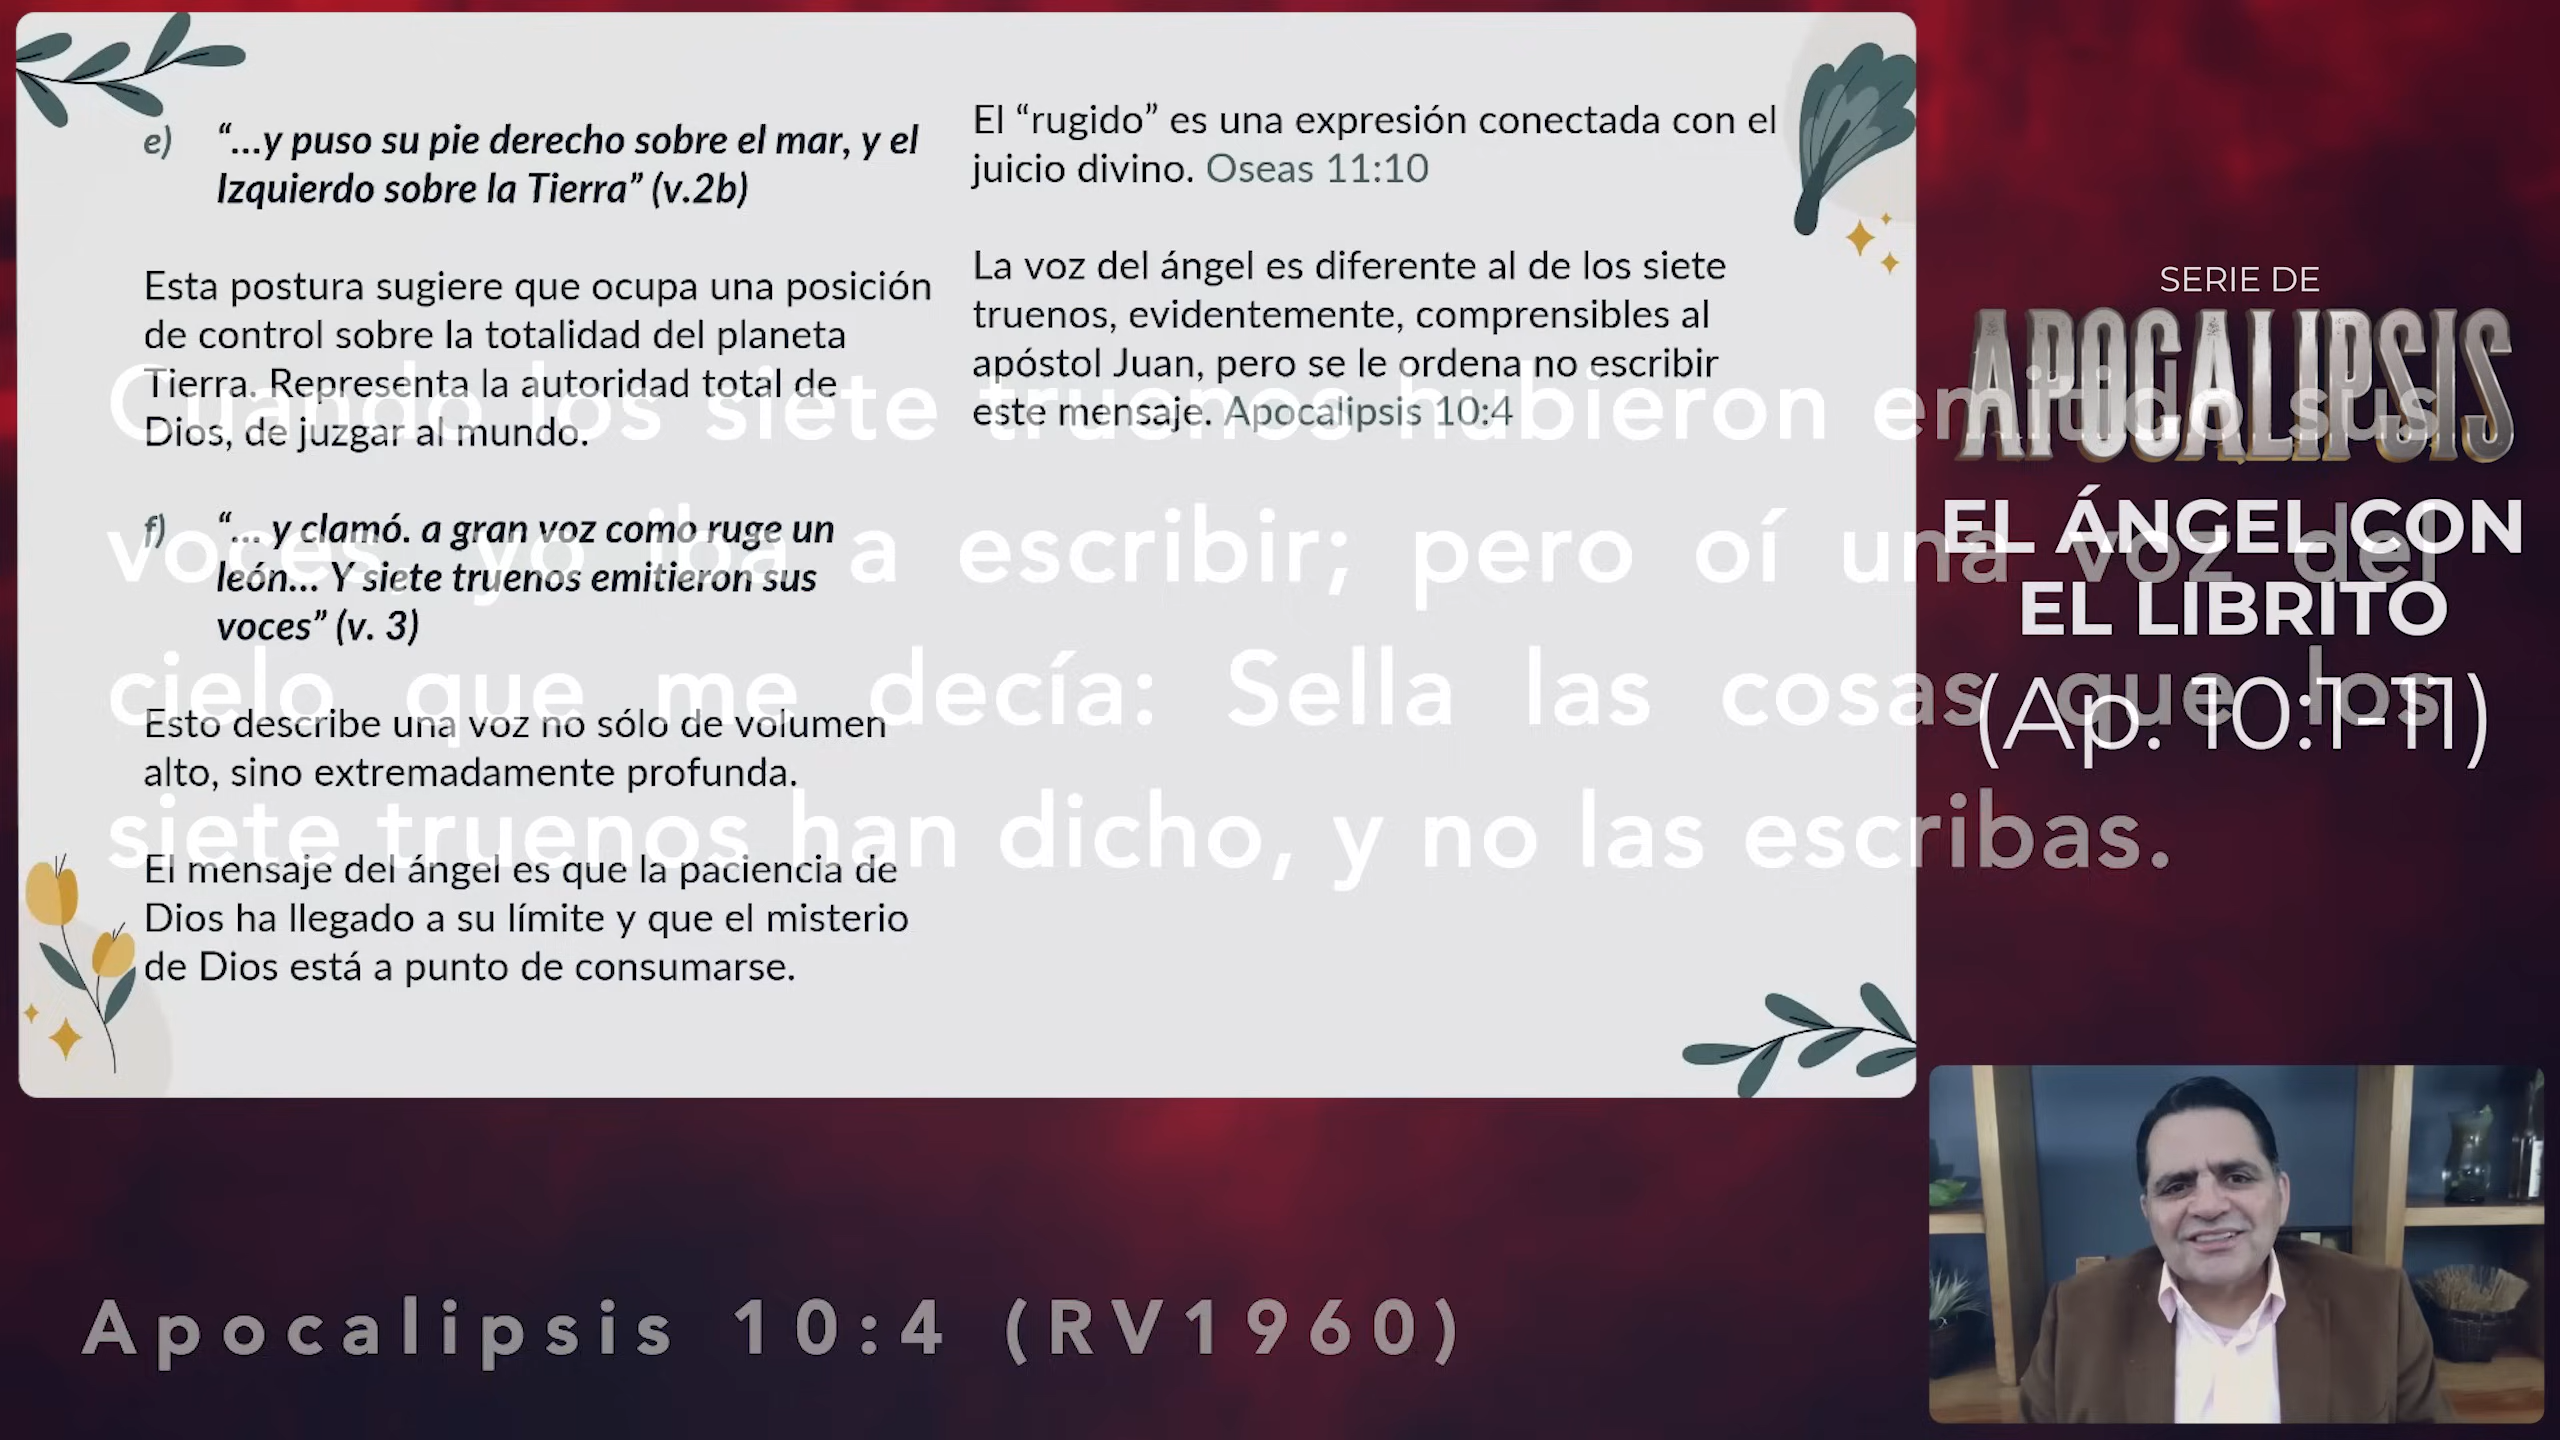 e) “...y puso su pie derecho sobre el mar, y el
Izquierdo sobre la Tierra” (v.2b)
Esta postura sugiere que ocupa una posición
de control sobre la totalidad del planeta
Tierra. Representa la autoridad total de
Dios, de juzgar al mundo.
f) “... y clamó. a gran voz como ruge un
león... Y siete truenos emitieron sus
voces” (v. 3)
Esto describe una voz no sólo de volumen
alto, sino extremadamente profunda.
El mensaje del ángel es que la paciencia de
Dios ha llegado a su límite y que el misterio
de Dios está a punto de consumarse.
El “rugido” es una expresión conectada con el
juicio divino. Oseas 11:10
La voz del ángel es diferente al de los siete
truenos, evidentemente, comprensibles al
apóstol Juan, pero se le ordena no escribir
este mensaje. Apocalipsis 10:4
Cuando los siete truenos hubieron emitido sus
voces, yo iba a escribir; pero oí una voz del
cielo que me decía: Sella las cosas que los
siete truenos han dicho, y no las escribas.
Apocalipsis 10:4 (RV1960)
SERIE DE
APOCALIPSIS
EL ÁNGEL CON
EL LIBRITO
(Ap. 10:1-11)